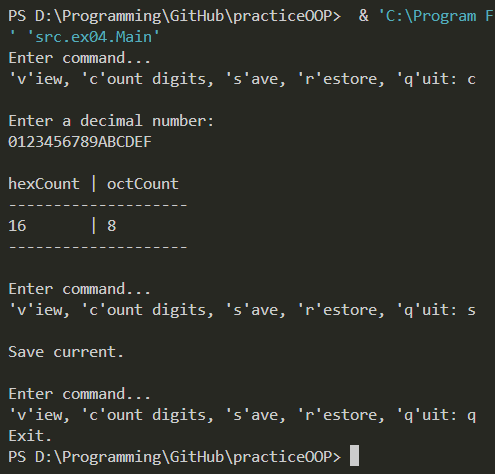 PS D:\Programming\GitHub\practiceOOP>  & 'C:\Program F
' 'src.ex04.Main'
Enter command...
'v'iew, 'c'ount digits, 's'ave, 'r'estore, 'q'uit: c
Enter a decimal number:
0123456789ABCDEF
hexCount | octCount
--------------------
16       | 8
--------------------
Enter command...
'v'iew, 'c'ount digits, 's'ave, 'r'estore, 'q'uit: s
Save current.
Enter command...
'v'iew, 'c'ount digits, 's'ave, 'r'estore, 'q'uit: q
Exit.
PS D:\Programming\GitHub\practiceOOP>